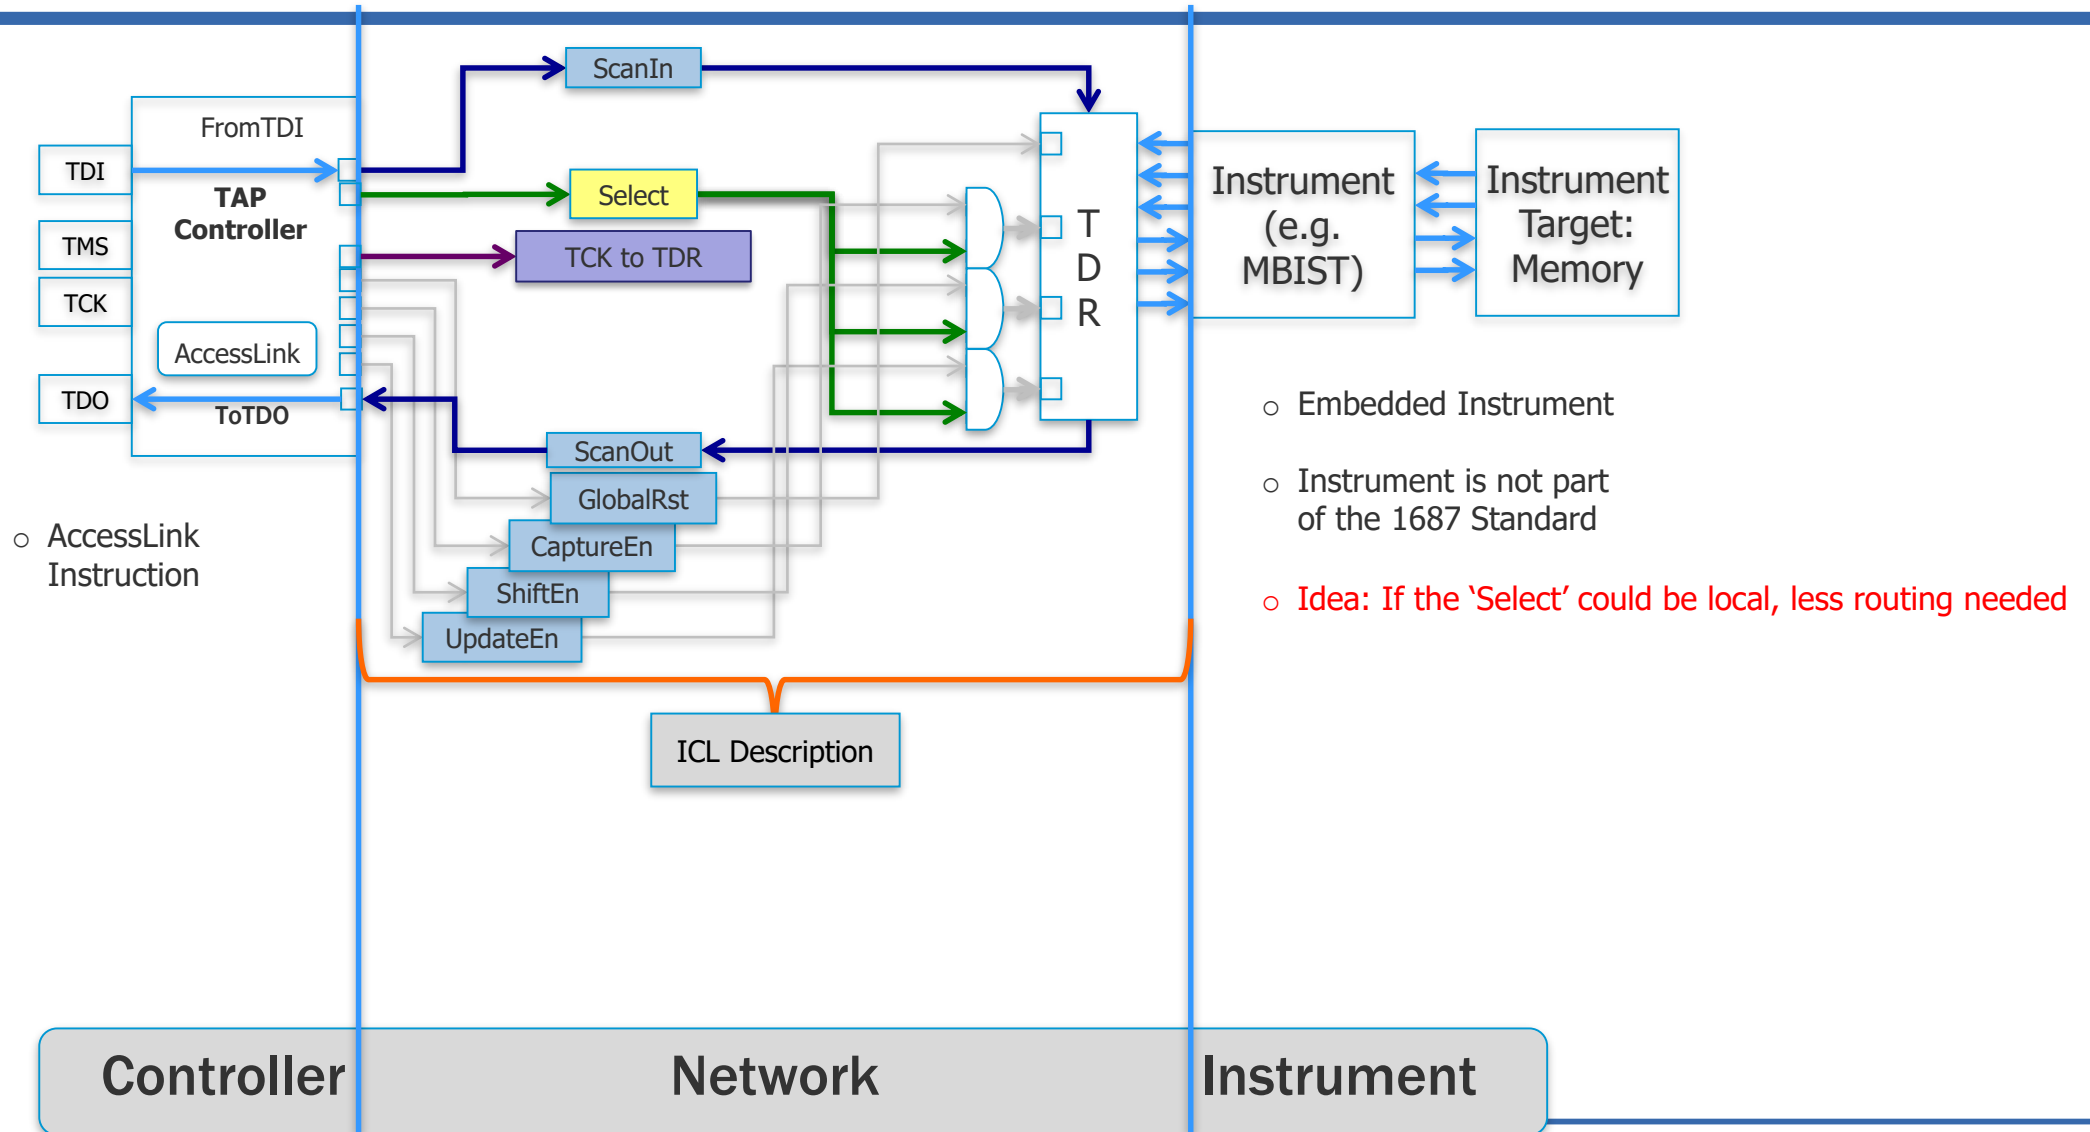 ScanIn
FromTDI
TDI
TAP
Controller
Select
TMS
TCK to TDR
TCK
AccessLink
TDO
ToTDO
ScanOut
GlobalRst
CaptureEn
ShiftEn
UpdateEn
T
D
R
Instrument
(e.g.
MBIST)
Instrument
Target:
Memory
AccessLink
Instruction
Embedded Instrument
Instrument is not part
of the 1687 Standard
Idea: If the ‘Select’ could be local, less routing needed
ICL Description
Controller
Network
Instrument